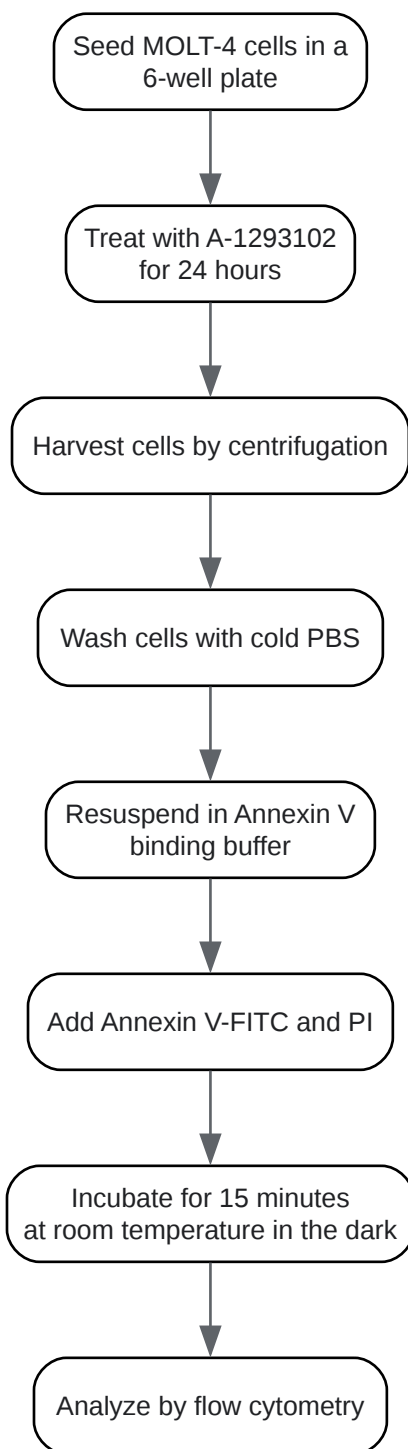 Seed MOLT-4 cells in a
6-well plate
Treat with A-1293102
for 24 hours
Harvest cells by centrifugation
Wash cells with cold PBS
Resuspend in Annexin V
binding buffer
Add Annexin V-FITC and PI
Incubate for 15 minutes
at room temperature in the dark
Analyze by flow cytometry